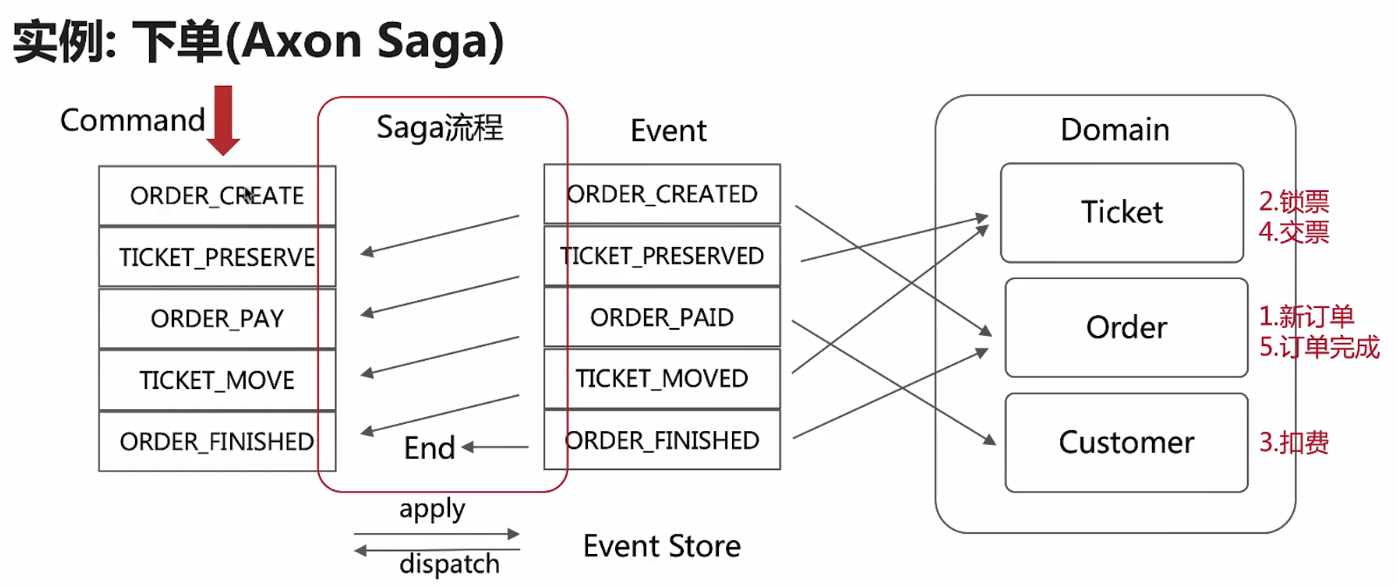 实例: 下单(Axon Saga)
Command
Saga流程
Event
Domain
ORDER_CREATE
TICKET_PRESERVE
ORDER_PAY
TICKET_MOVE
ORDER_FINISHED
End
ORDER_CREATED
TICKET_PRESERVED
ORDER_PAID
TICKET_MOVED
ORDER_FINISHED
Ticket
2.锁票
4.交票
Order
1.新订单
5.订单完成
Customer
3.扣费
apply
dispatch
Event Store